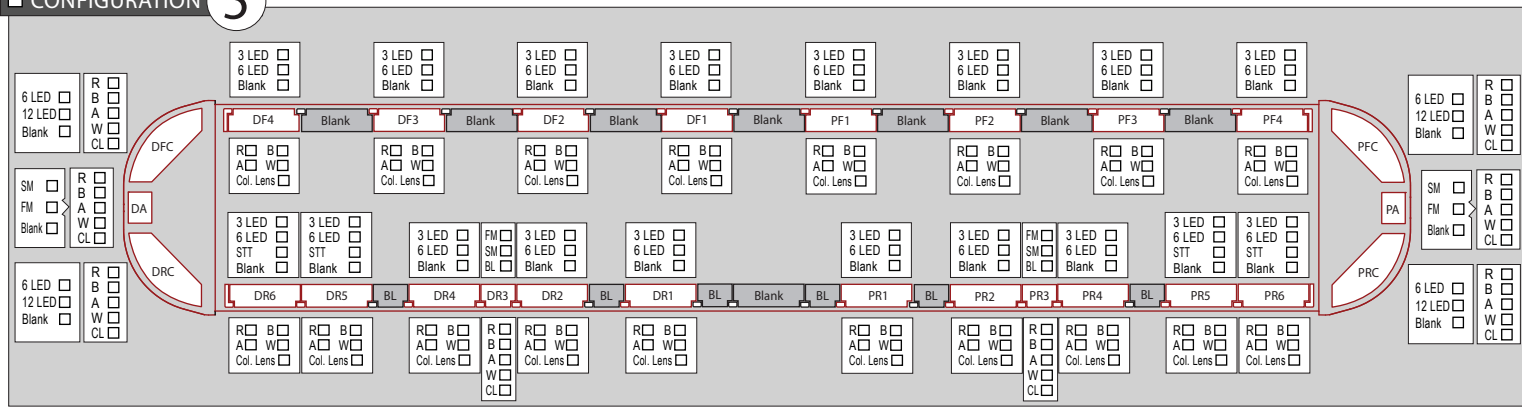 CONFIGURATION 3
3 LED 3 LED 3 LED 3 LED 3 LED 3 LED 3 LED 3 LED
6 LED 6 LED 6 LED 6 LED 6 LED 6 LED 6 LED 6 LED
Blank Blank Blank Blank Blank Blank Blank Blank
6 LED
12 LED
Blank
R
B
A
W
CL
6 LED
12 LED
Blank
R
B
A
W
CL
DF4 Blank DF3 Blank DF2 Blank DF1 Blank PF1 Blank PF2 Blank PF3 Blank PF4
DFC
PFC
R B R B R B R B R B R B R B R B
A W A W A W A W A W A W A W A W
Col. Lens Col. Lens Col. Lens Col. Lens Col. Lens Col. Lens Col. Lens Col. Lens
SM
FM
Blank
R
B
A
W
CL
DA
PA
SM
FM
Blank
R
B
A
W
CL
3 LED
6 LED
STT
Blank
3 LED
6 LED
STT
Blank
3 LED
6 LED
Blank
FM
SM
BL
3 LED
6 LED
Blank
3 LED
6 LED
Blank
3 LED
6 LED
Blank
3 LED
6 LED
Blank
FM
SM
BL
3 LED
6 LED
Blank
3 LED
6 LED
STT
Blank
3 LED
6 LED
STT
Blank
DRC
PRC
6 LED
12 LED
Blank
R
B
A
W
CL
6 LED
12 LED
Blank
R
B
A
W
CL
DR6 DR5 BL DR4 DR3 DR2 BL DR1 BL Blank BL PR1 BL PR2 PR3 PR4 BL PR5 PR6
R B
A W
Col. Lens
R B
A W
Col. Lens
R B
A W
Col. Lens
R
B
A
W
CL
R B
A W
Col. Lens
R B
A W
Col. Lens
R B
A W
Col. Lens
R B
A W
Col. Lens
R
B
A
W
CL
R B
A W
Col. Lens
R B
A W
Col. Lens
R B
A W
Col. Lens